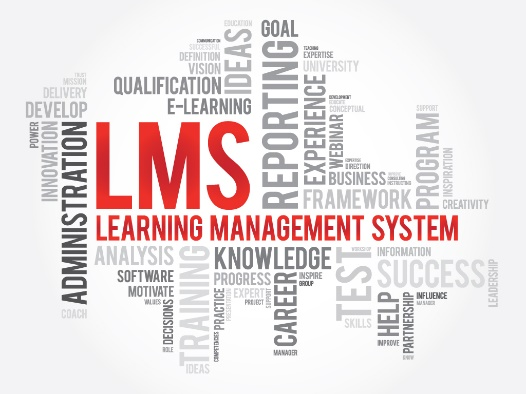 EDUCATION
COMMUNICATION
SUCCESSFUL
DEFINITION
VISION
IDEAS
GOAL
TEACHING
EXPERTISE
UNIVERSITY
TRUST
MISSION
DELIVERY
DEVELOP
QUALIFICATION
E-LEARNING
REPORTING
EXPERIENCE
DEVELOPMENT
CONCEPTUAL
WEBINAR
POWER
INNOVATION
ADMINISTRATION
LMS
DIRECTION
BUSINESS
FRAMEWORK
PROGRAM
SUPPORT
INSPIRATION
CREATIVITY
LEARNING MANAGEMENT SYSTEM
ANALYSIS
KNOWLEDGE
SOFTWARE
MOTIVATE
VALUES
DECISIONS
ROLE
COACH
TRAINING
IDEAS
COMPETENCIES
PRACTICE
PROGRESS
EXPERT
PROJECT
SUPPORT
CAREER
MANAGER
INSPIRE
GROUP
TEST
SKILLS
INFORMATION
SUCCESS
LEADERSHIP
HELP
IMPROVE
PARTNERSHIP
INFLUENCE
MANAGER
GROW